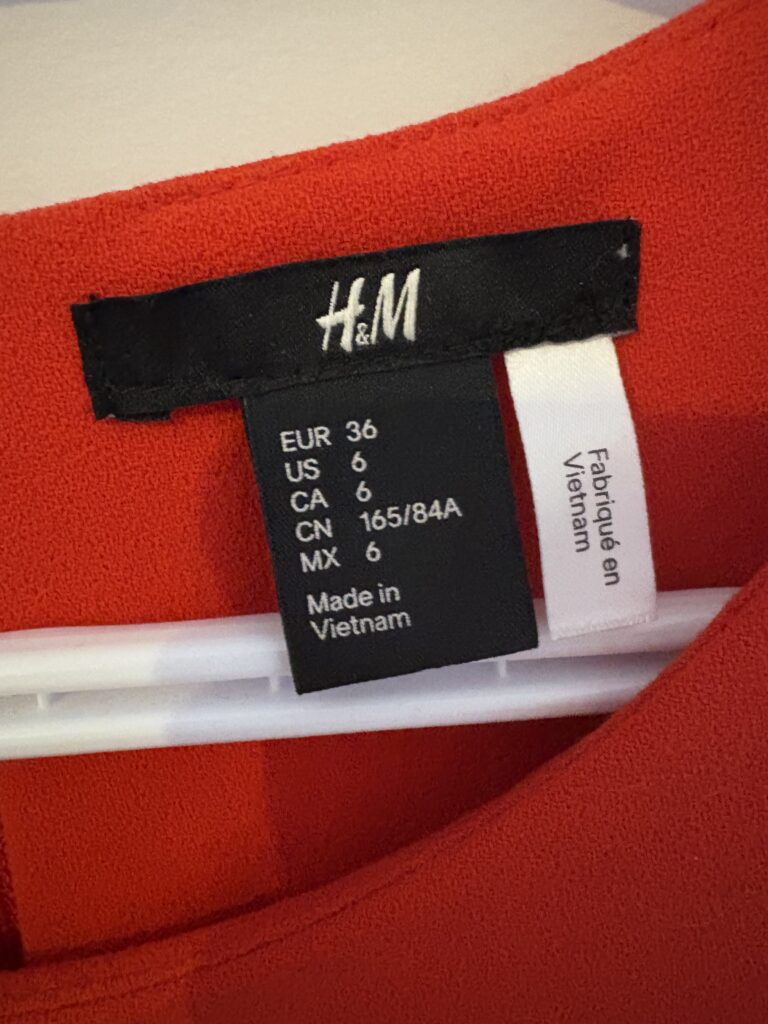 H&M
EUR 36
US 6
CA 6
CN 165/84A
MX 6
Made in
Vietnam
Fabriqué en
Vietnam